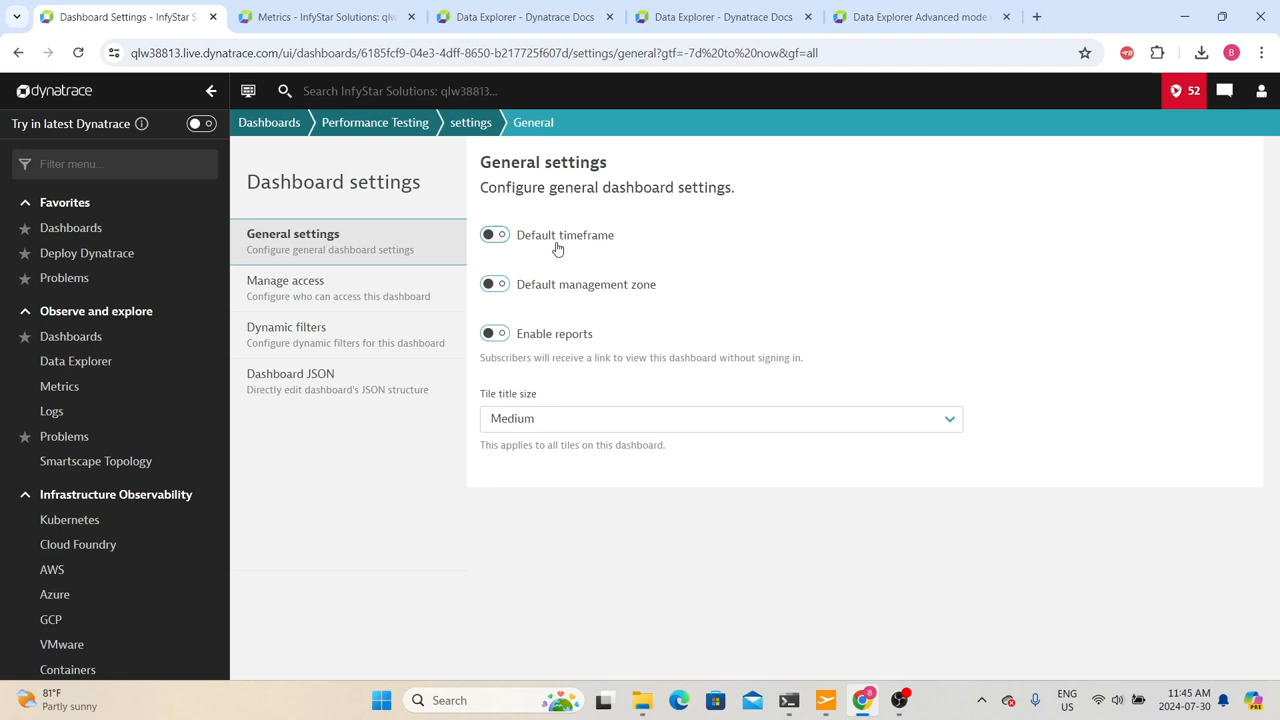 Dashboard Settings - InfyStar S
Metrics - InfyStar Solutions: qlw
Data Explorer - Dynatrace Docs
Data Explorer - Dynatrace Docs
Data Explorer Advanced mode
qlw38813.live.dynatrace.com/ui/dashboards/6185fcf9-04e3-4dff-8650-b217725f607d/settings/general?gtf=-7d%20to%20now&gf=all
B
dynatrace
Search InfyStar Solutions: qlw38813...
52
Try in latest Dynatrace
Dashboards
Performance Testing
settings
General
Filter menu...
Favorites
Dashboards
Deploy Dynatrace
Problems
Observe and explore
Dashboards
Data Explorer
Metrics
Logs
Problems
Smartscape Topology
Infrastructure Observability
Kubernetes
Cloud Foundry
AWS
Azure
GCP
VMware
Containers
Dashboard settings
General settings
Configure general dashboard settings
Manage access
Configure who can access this dashboard
Dynamic filters
Configure dynamic filters for this dashboard
Dashboard JSON
Directly edit dashboard's JSON structure
General settings
Configure general dashboard settings.
Default timeframe
Default management zone
Enable reports
Subscribers will receive a link to view this dashboard without signing in.
Tile title size
Medium
This applies to all tiles on this dashboard.
81°F
Partly sunny
Search
B
ENG
US
11:45 AM
2024-07-30
PRE